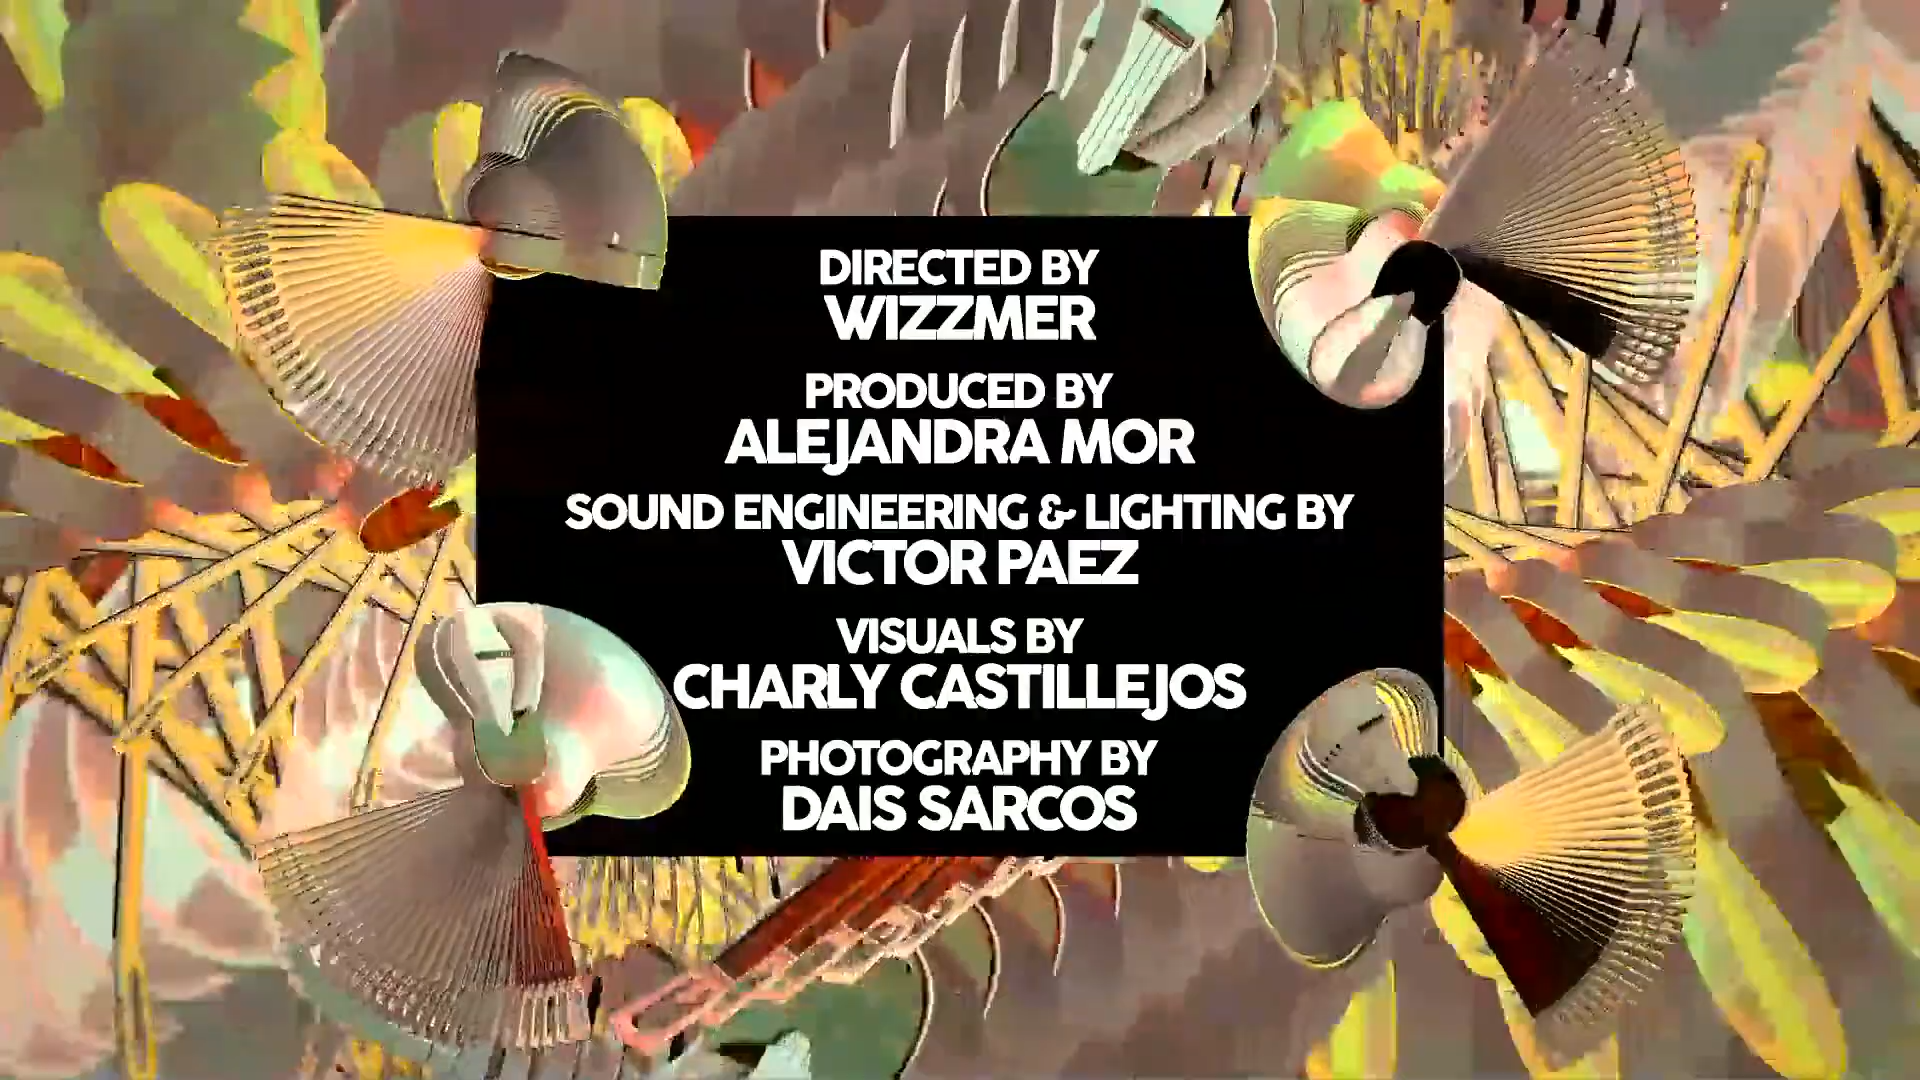 DIRECTED BY
WIZZMER
PRODUCED BY
ALEJANDRA MOR
SOUND ENGINEERING & LIGHTING BY
VICTOR PAEZ
VISUALS BY
CHARLY CASTILLEJOS
PHOTOGRAPHY BY
DAIS SARCOS